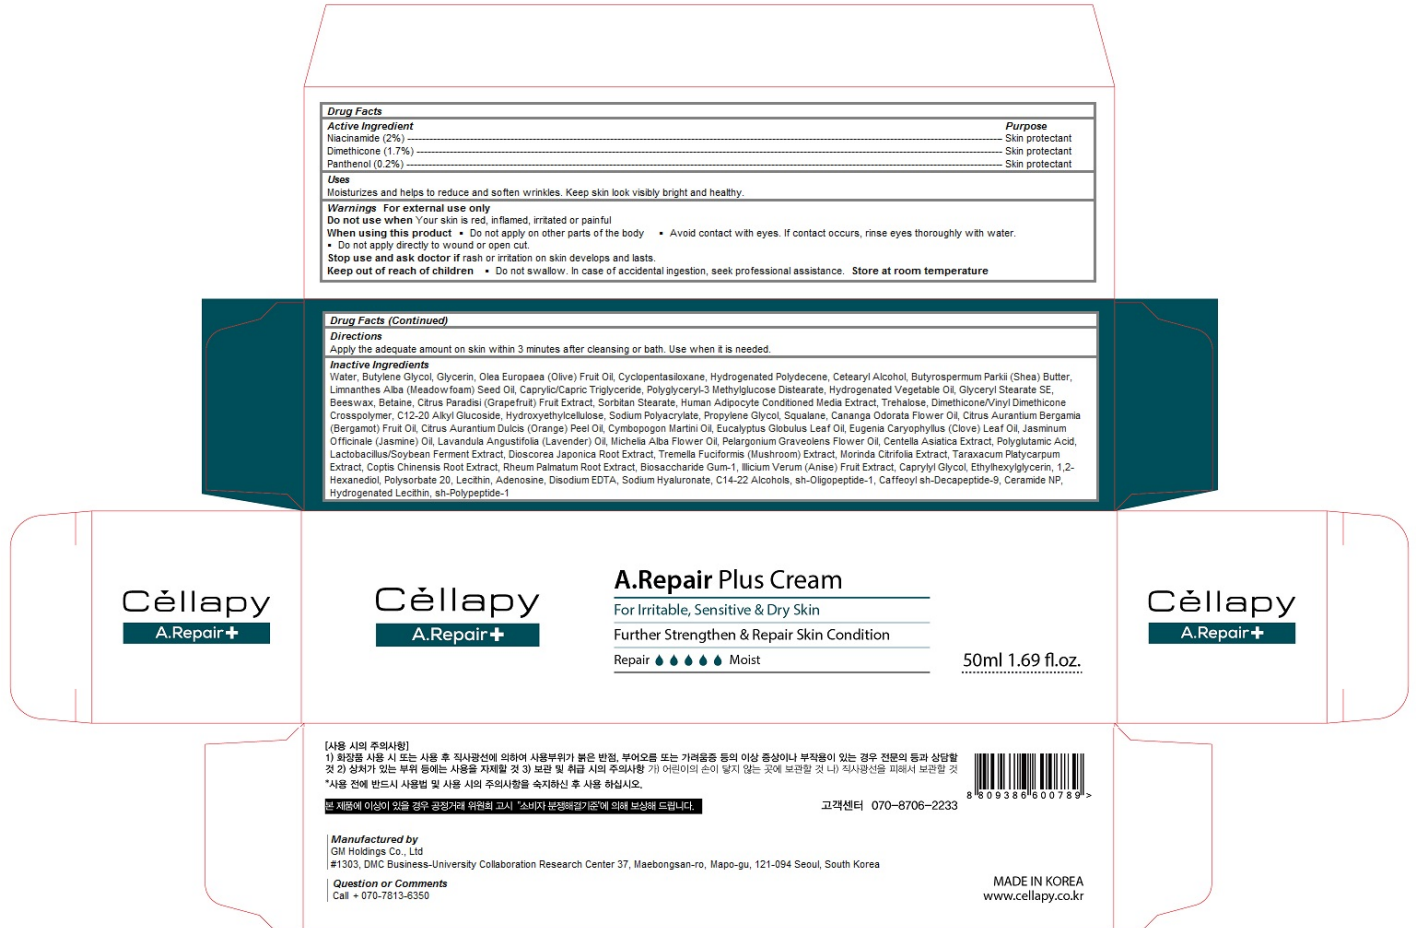 Drug Facts
Active Ingredient Purpose
Niacinamide (2%) Skin protectant
Dimethicone (1.7%) Skin protectant
Panthenol (0.2%) Skin protectant
Uses
Moisturizes and helps to reduce and soften wrinkles. Keep skin look visibly bright and healthy.
Warnings For external use only
Do not use when Your skin is red, inflamed, irritated or painful
When using this product ▪ Do not apply on other parts of the body ▪ Avoid contact with eyes. If contact occurs, rinse eyes thoroughly with water.
▪ Do not apply directly to wound or open cut.
Stop use and ask doctor if rash or irritation on skin develops and lasts.
Keep out of reach of children ▪ Do not swallow. In case of accidental ingestion, seek professional assistance. Store at room temperature
Drug Facts (Continued)
Directions
Apply the adequate amount on skin within 3 minutes after cleansing or bath. Use when it is needed.
Inactive Ingredients
Water, Butylene Glycol, Glycerin, Olea Europaea (Olive) Fruit Oil, Cyclopentasiloxane, Hydrogenated Polydecene, Cetearyl Alcohol, Butyrospermum Parkii (Shea) Butter,
Limnanthes Alba (Meadowfoam) Seed Oil, Caprylic/Capric Triglyceride, Polyglyceryl-3 Methylglucose Distearate, Hydrogenated Vegetable Oil, Glyceryl Stearate SE,
Beeswax, Betaine, Citrus Paradisi (Grapefruit) Fruit Extract, Sorbitan Stearate, Human Adipocyte Conditioned Media Extract, Trehalose, Dimethicone/Vinyl Dimethicone
Crosspolymer, C12-20 Alkyl Glucoside, Hydroxyethylcellulose, Sodium Polyacrylate, Propylene Glycol, Squalane, Cananga Odorata Flower Oil, Citrus Aurantium Bergamia
(Bergamot) Fruit Oil, Citrus Aurantium Dulcis (Orange) Peel Oil, Cymbopogon Martini Oil, Eucalyptus Globulus Leaf Oil, Eugenia Caryophyllus (Clove) Leaf Oil, Jasminum
Officinale (Jasmine) Oil, Lavandula Angustifolia (Lavender) Oil, Michelia Alba Flower Oil, Pelargonium Graveolens Flower Oil, Centella Asiatica Extract, Polyglutamic Acid,
Lactobacillus/Soybean Ferment Extract, Dioscorea Japonica Root Extract, Tremella Fuciformis (Mushroom) Extract, Morinda Citrifolia Extract, Taraxacum Platycarpum
Extract, Coptis Chinensis Root Extract, Rheum Palmatum Root Extract, Biosaccharide Gum-1, Illicium Verum (Anise) Fruit Extract, Caprylyl Glycol, Ethylhexylglycerin, 1,2-
Hexanediol, Polysorbate 20, Lecithin, Adenosine, Disodium EDTA, Sodium Hyaluronate, C14-22 Alcohols, sh-Oligopeptide-1, Caffeoyl sh-Decapeptide-9, Ceramide NP,
Hydrogenated Lecithin, sh-Polypeptide-1
Cellapy
A.Repair+
Cellapy
A.Repair+
A.Repair Plus Cream
For Irritable, Sensitive & Dry Skin
Further Strengthen & Repair Skin Condition
Repair Moist
50ml 1.69 fl.oz.
Cellapy
A.Repair+
[사용 시의 주의사항]
1) 화장품 사용 시 또는 사용 후 직사광선에 의하여 사용부위가 붉은 반점, 부어오름 또는 가려움증 등의 이상 증상이나 부작용이 있는 경우 전문의 등과 상담할
것 2) 상처가 있는 부위 등에는 사용을 자제할 것 3) 보관 및 취급 시의 주의사항 가) 어린이의 손이 닿지 않는 곳에 보관할 것 나) 직사광선을 피해서 보관할 것
*사용 전에 반드시 사용법 및 사용 시의 주의사항을 숙지하신 후 사용 하십시오.
본 제품에 이상이 있을 경우 공정거래 위원회 고시 "소비자 분쟁해결기준"에 의해 보상해 드립니다.
고객센터 070-8706-2233
8 809386 600789 >
Manufactured by
GM Holdings Co., Ltd
#1303, DMC Business-University Collaboration Research Center 37, Maebongsan-ro, Mapo-gu, 121-094 Seoul, South Korea
Question or Comments
Call + 070-7813-6350
MADE IN KOREA
www.cellapy.co.kr